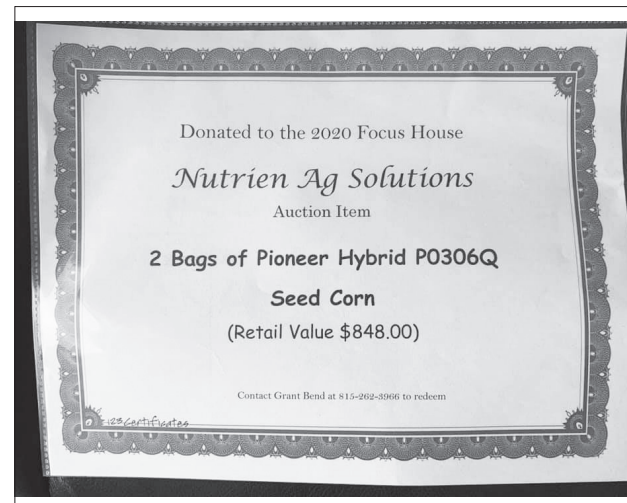 Donated to the 2020 Focus House
Nutrien Ag Solutions
Auction Item
2 Bags of Pioneer Hybrid P0306Q
Seed Corn
(Retail Value $848.00)
Contact Grant Bend at 815-262-3966 to redeem
123Certificates